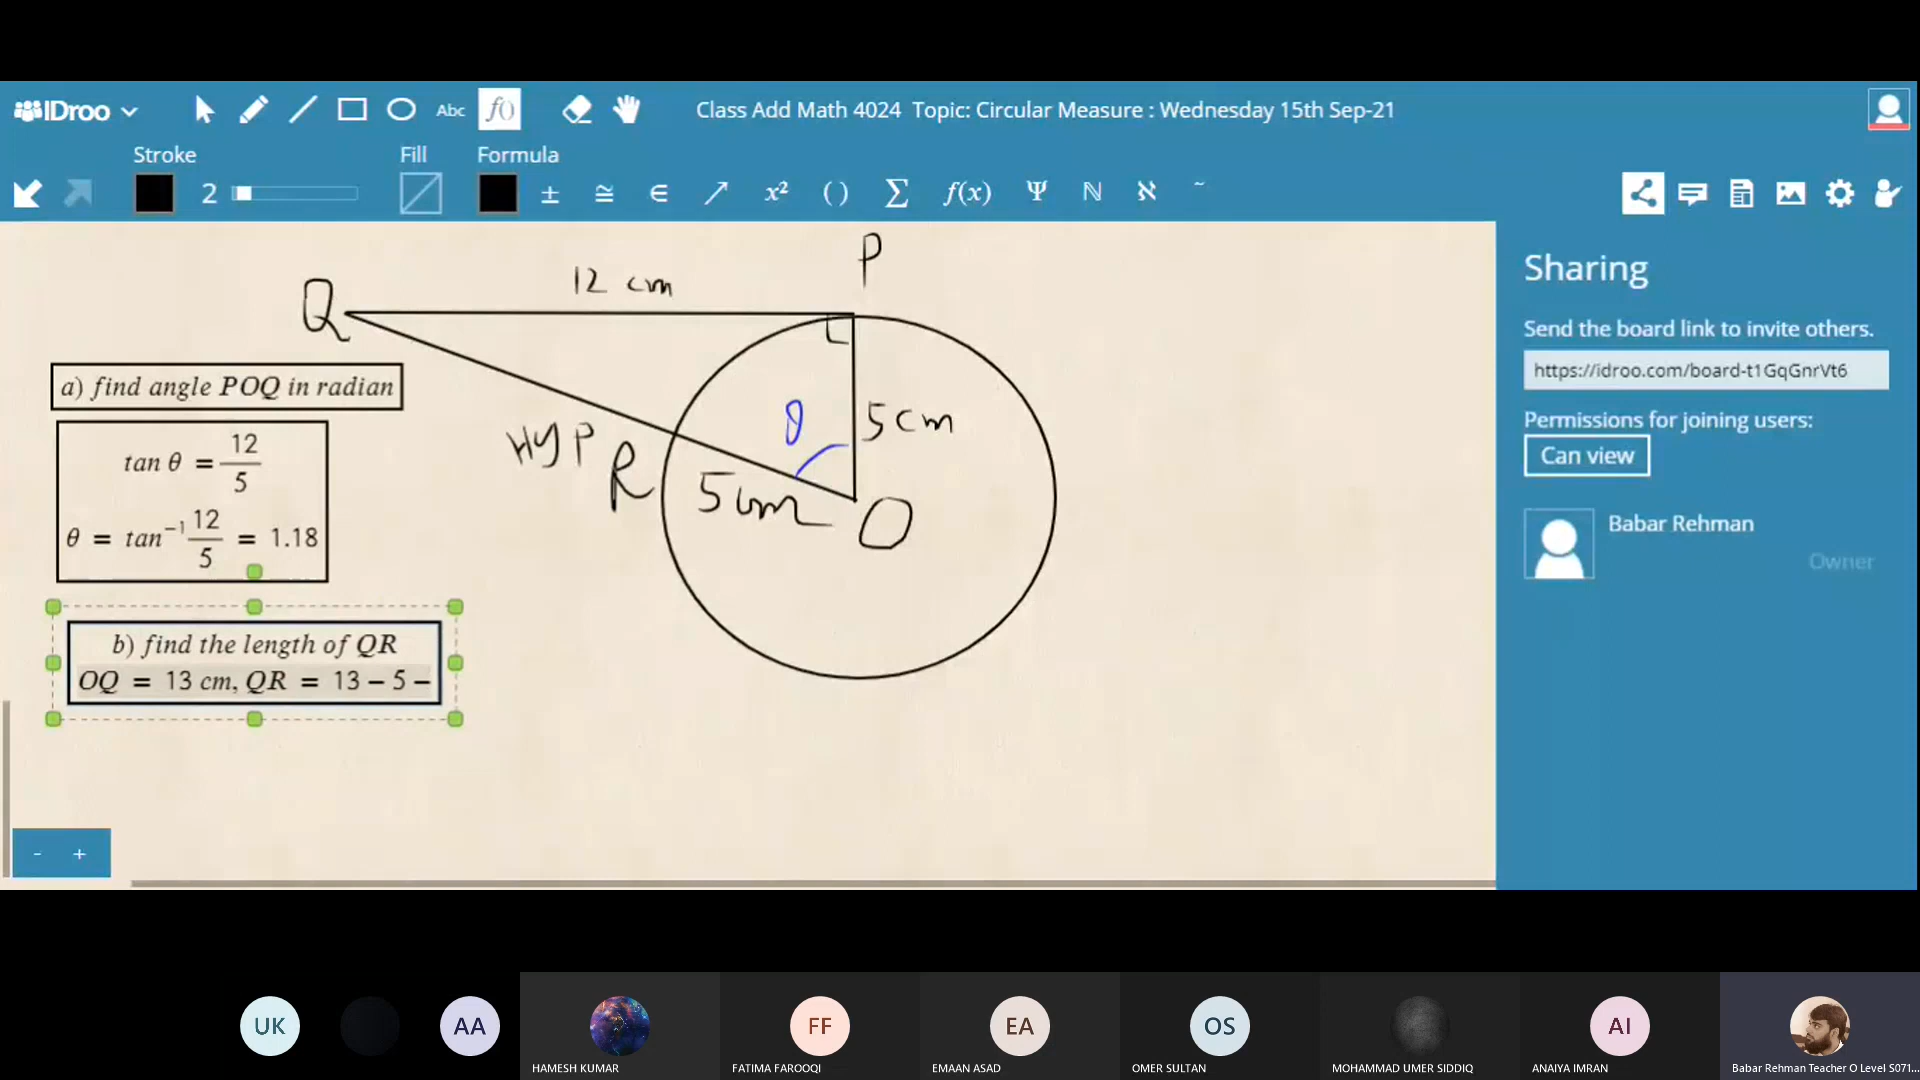 IDroo
Abc
f()
Class Add Math 4024 Topic: Circular Measure : Wednesday 15th Sep-21
Stroke
Fill
Formula
2
± ≅ ∈ ↗ x² ( ) ∑ f(x) Ψ ℕ ℵ ~
Sharing
Send the board link to invite others.
https://idroo.com/board-t1GqGnrVt6
Permissions for joining users:
Can view
Babar Rehman
Owner
P
12 cm
Q
a) find angle POQ in radian
tan θ = 12/5
θ = tan⁻¹ 12/5 = 1.18
θ
5cm
HYP
R
5cm
O
b) find the length of QR
OQ = 13 cm, QR = 13 – 5 –
- +
UK
AA
HAMESH KUMAR
FF
FATIMA FAROOQI
EA
EMAAN ASAD
OS
OMER SULTAN
MOHAMMAD UMER SIDDIQ
AI
ANAIYA IMRAN
Babar Rehman Teacher O Level S071...